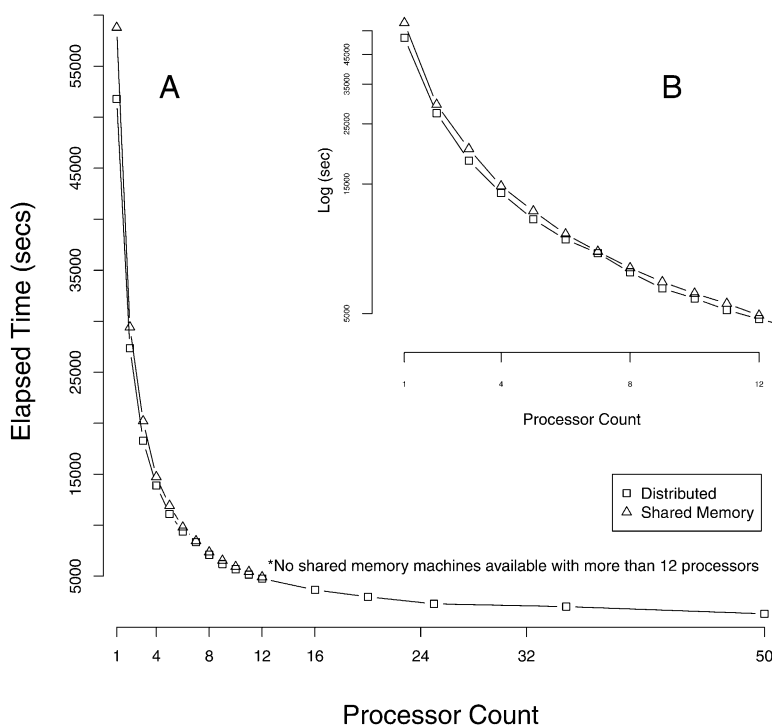 A
B
Elapsed Time (secs)
55000
45000
35000
25000
15000
5000
Log (sec)
45000
35000
25000
15000
5000
1 4 8 12
Processor Count
Distributed
Shared Memory
*No shared memory machines available with more than 12 processors
1 4 8 12 16 24 32 50
Processor Count